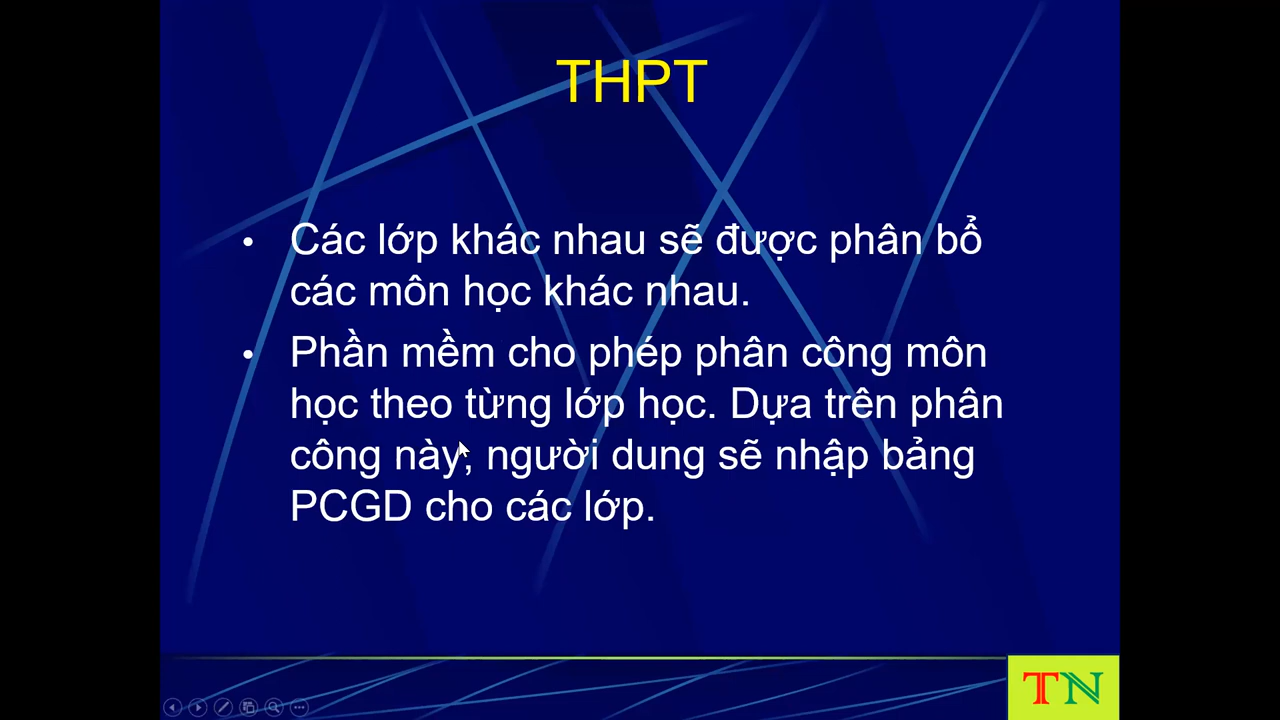 THPT
• Các lớp khác nhau sẽ được phân bổ
các môn học khác nhau.
• Phần mềm cho phép phân công môn
học theo từng lớp học. Dựa trên phân
công này, người dung sẽ nhập bảng
PCGD cho các lớp.
TN